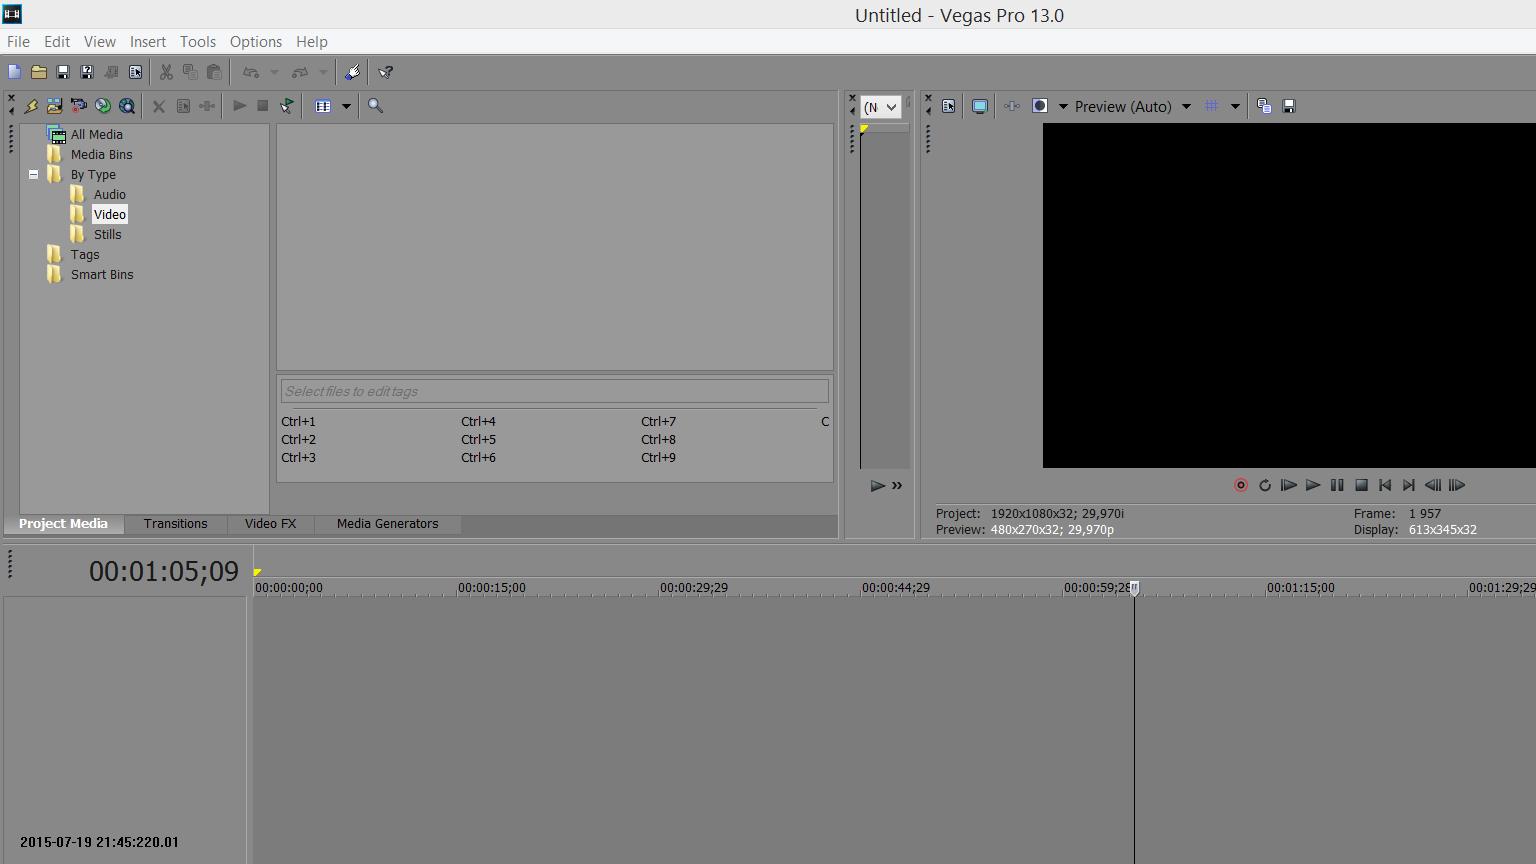 Untitled - Vegas Pro 13.0
File Edit View Insert Tools Options Help
(N
Preview (Auto)
All Media
Media Bins
By Type
Audio
Video
Stills
Tags
Smart Bins
Select files to edit tags
Ctrl+1 Ctrl+4 Ctrl+7 C
Ctrl+2 Ctrl+5 Ctrl+8
Ctrl+3 Ctrl+6 Ctrl+9
Project: 1920x1080x32; 29,970i Frame: 1 957
Preview: 480x270x32; 29,970p Display: 613x345x32
Project Media Transitions Video FX Media Generators
00:01:05;09
00:00:00;00 00:00:15;00 00:00:29;29 00:00:44;29 00:00:59;28 00:01:15;00 00:01:29;29
2015-07-19 21:45:220.01